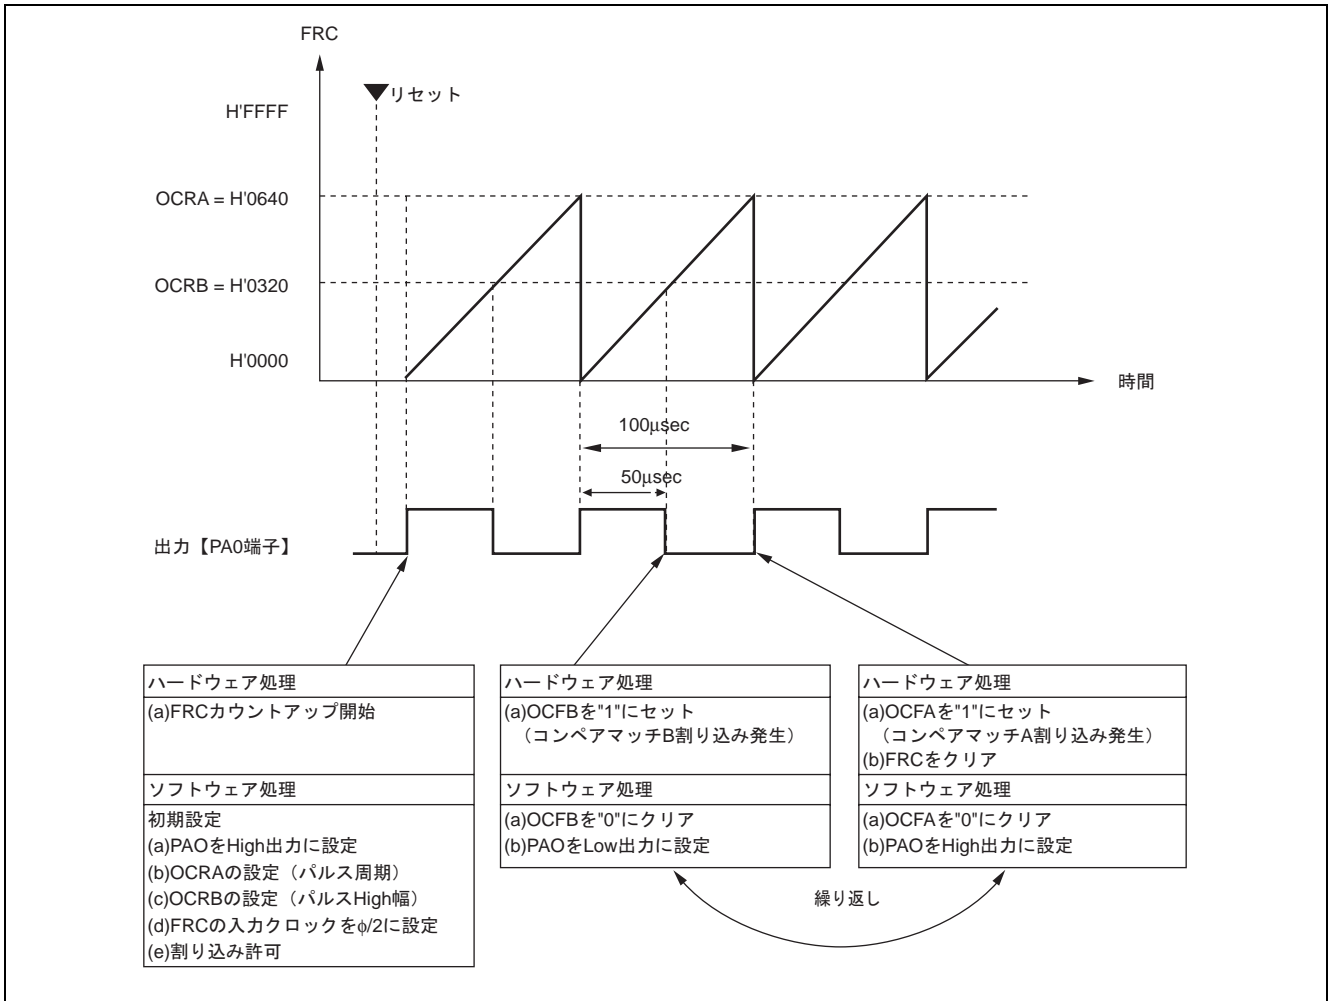 FRC
リセット
H'FFFF
OCRA = H'0640
OCRB = H'0320
H'0000
時間
100μsec
50μsec
出力【PA0端子】
ハードウェア処理
(a)FRCカウントアップ開始
ソフトウェア処理
初期設定
(a)PAOをHigh出力に設定
(b)OCRAの設定（パルス周期）
(c)OCRBの設定（パルスHigh幅）
(d)FRCの入力クロックをφ/2に設定
(e)割り込み許可
ハードウェア処理
(a)OCFBを"1"にセット
（コンペアマッチB割り込み発生）
ソフトウェア処理
(a)OCFBを"0"にクリア
(b)PAOをLow出力に設定
ハードウェア処理
(a)OCFAを"1"にセット
（コンペアマッチA割り込み発生）
(b)FRCをクリア
ソフトウェア処理
(a)OCFAを"0"にクリア
(b)PAOをHigh出力に設定
繰り返し